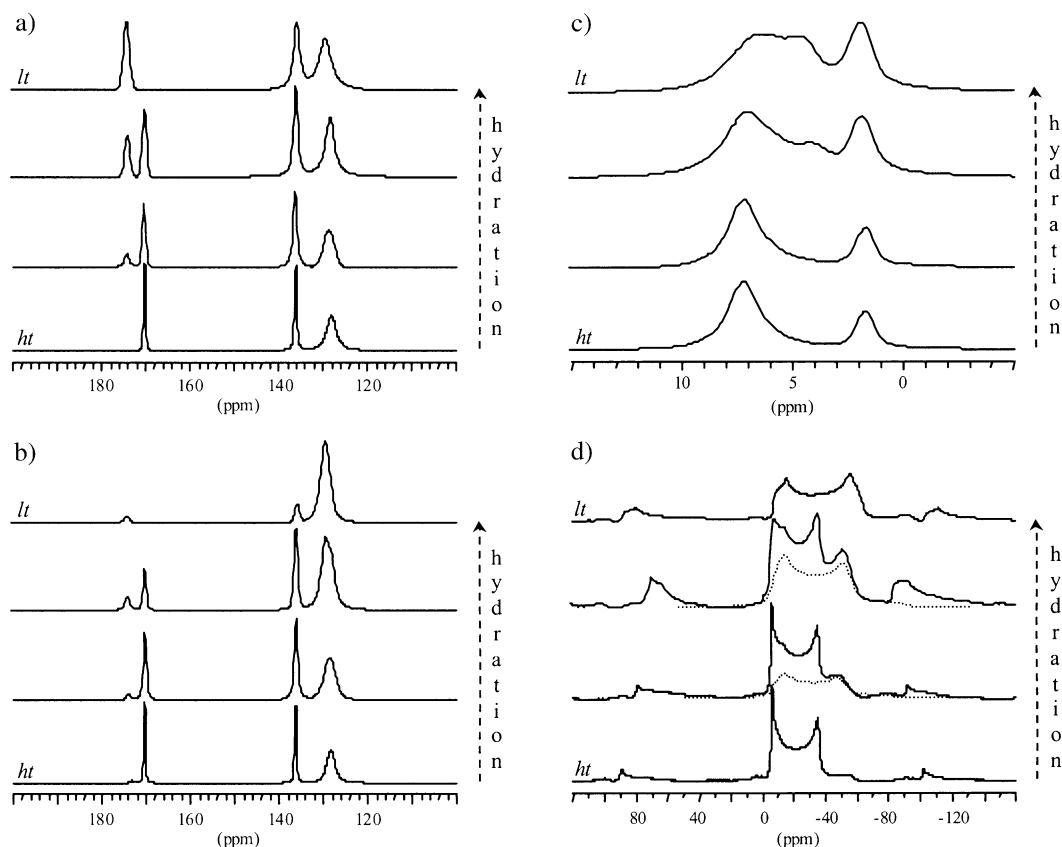 a)
lt
ht
hydration
180 160 140 120
(ppm)
c)
lt
ht
hydration
10 5 0
(ppm)
b)
lt
ht
hydration
180 160 140 120
(ppm)
d)
lt
ht
hydration
80 40 0 -40 -80 -120
(ppm)